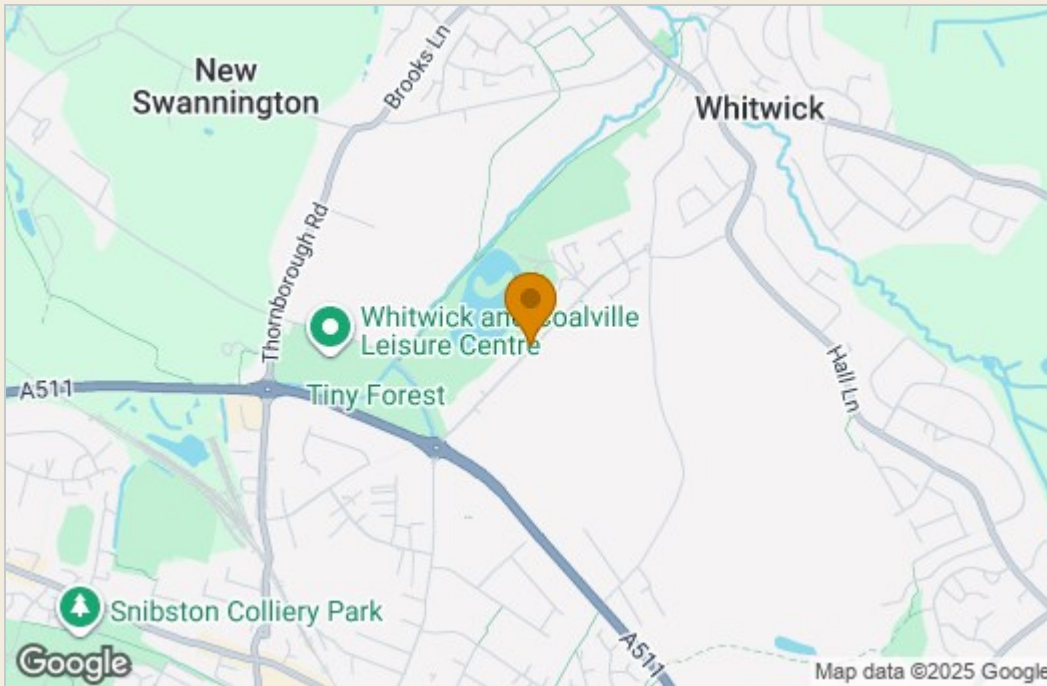 New
Swannington
Brooks Ln
Whitwick
Thornborough Rd
Whitwick and Coalville
Leisure Centre
Tiny Forest
A511
Hall Ln
Snibston Colliery Park
A511
Google
Map data ©2025 Google